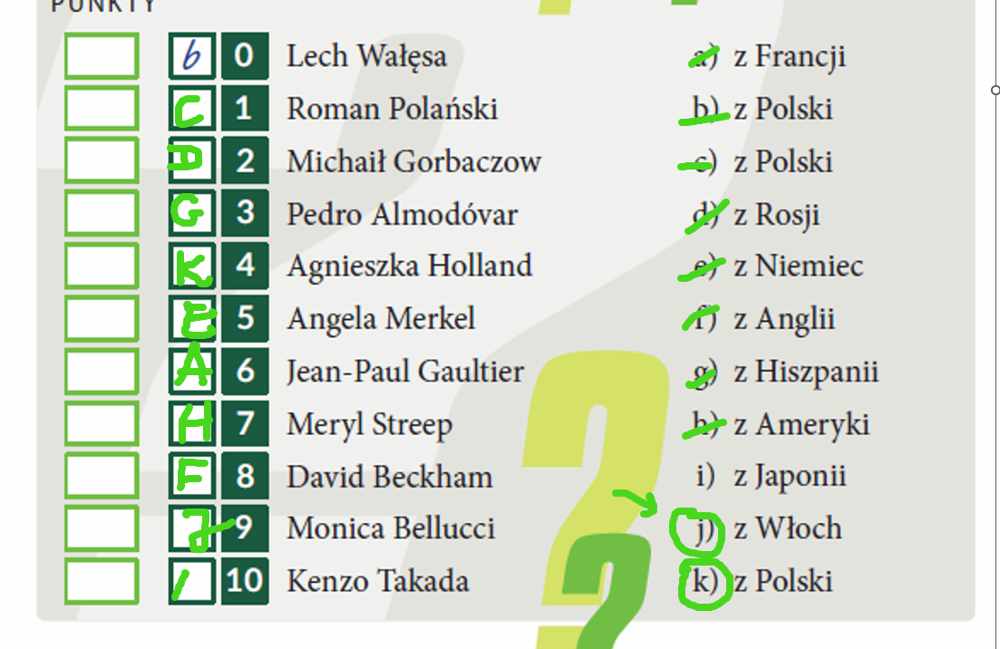 PUNKTY
b 0 Lech Wałęsa a) z Francji
C 1 Roman Polański b) z Polski
D 2 Michaił Gorbaczow c) z Polski
G 3 Pedro Almodóvar d) z Rosji
K 4 Agnieszka Holland e) z Niemiec
E 5 Angela Merkel f) z Anglii
A 6 Jean-Paul Gaultier g) z Hiszpanii
H 7 Meryl Streep h) z Ameryki
F 8 David Beckham i) z Japonii
J 9 Monica Bellucci j) z Włoch
I 10 Kenzo Takada k) z Polski